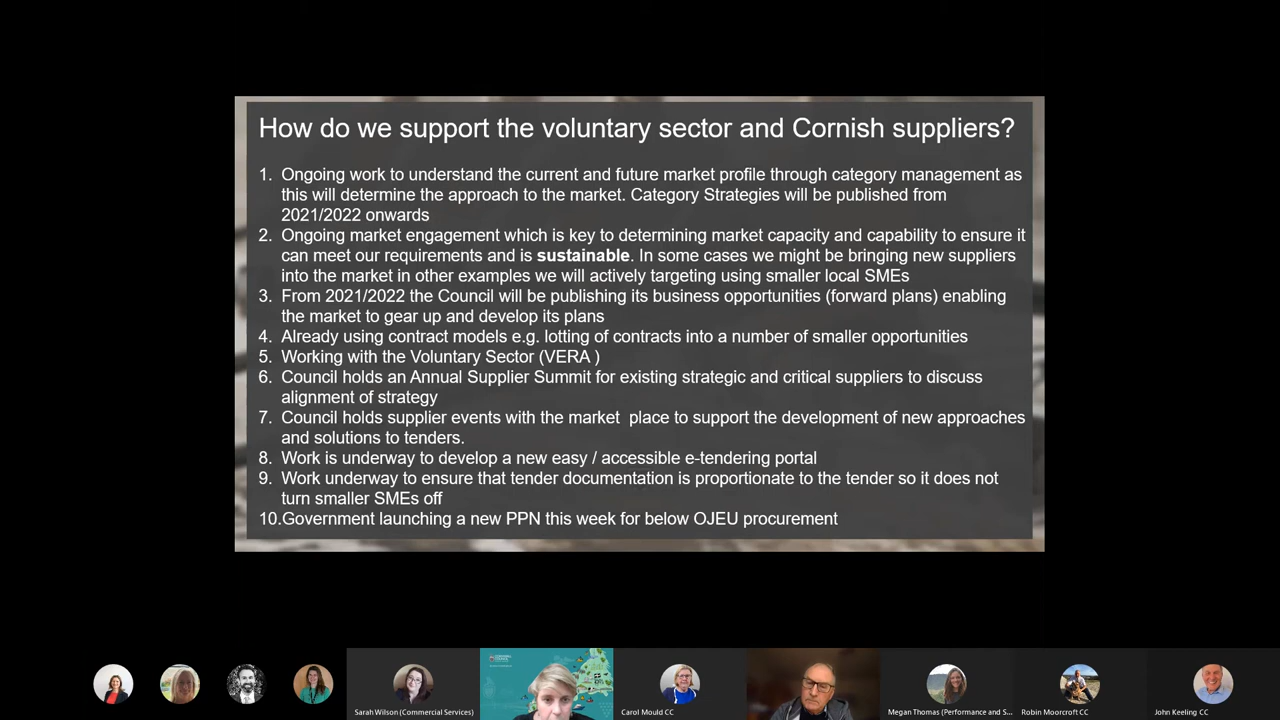 How do we support the voluntary sector and Cornish suppliers?
1. Ongoing work to understand the current and future market profile through category management as
this will determine the approach to the market. Category Strategies will be published from
2021/2022 onwards
2. Ongoing market engagement which is key to determining market capacity and capability to ensure it
can meet our requirements and is sustainable. In some cases we might be bringing new suppliers
into the market in other examples we will actively targeting using smaller local SMEs
3. From 2021/2022 the Council will be publishing its business opportunities (forward plans) enabling
the market to gear up and develop its plans
4. Already using contract models e.g. lotting of contracts into a number of smaller opportunities
5. Working with the Voluntary Sector (VERA )
6. Council holds an Annual Supplier Summit for existing strategic and critical suppliers to discuss
alignment of strategy
7. Council holds supplier events with the market place to support the development of new approaches
and solutions to tenders.
8. Work is underway to develop a new easy / accessible e-tendering portal
9. Work underway to ensure that tender documentation is proportionate to the tender so it does not
turn smaller SMEs off
10.Government launching a new PPN this week for below OJEU procurement
Sarah Wilson (Commercial Services)
Carol Mould CC
Megan Thomas (Performance and S...
Robin Moorcroft CC
John Keeling CC